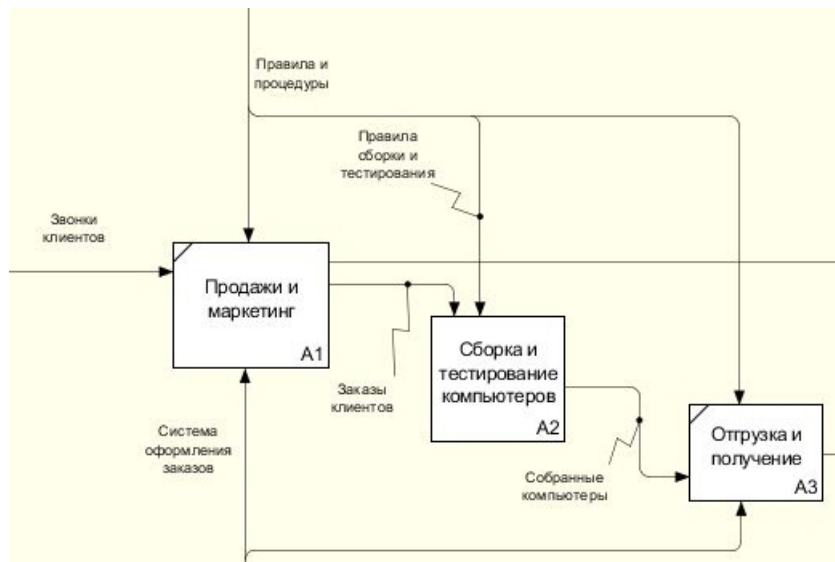 Правила и
процедуры
Правила
сборки и
тестирования
Звонки
клиентов
Продажи и
маркетинг
A1
Заказы
клиентов
Сборка и
тестирование
компьютеров
A2
Система
оформления
заказов
Собранные
компьютеры
Отгрузка и
получение
A3